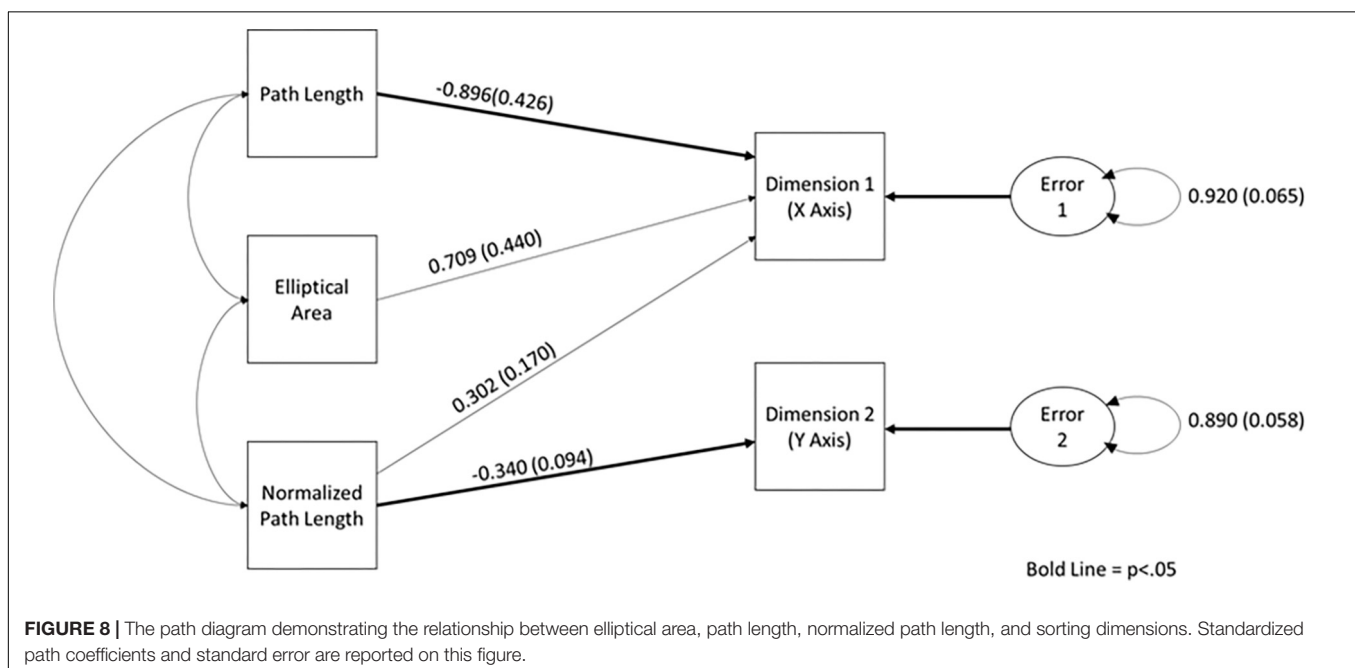 Path Length
-0.896(0.426)
Dimension 1
(X Axis)
Error
1
0.920 (0.065)
Elliptical
Area
0.709 (0.440)
0.302 (0.170)
Normalized
Path Length
-0.340 (0.094)
Dimension 2
(Y Axis)
Error
2
0.890 (0.058)
Bold Line = p<.05
FIGURE 8 | The path diagram demonstrating the relationship between elliptical area, path length, normalized path length, and sorting dimensions. Standardized
path coefficients and standard error are reported on this figure.